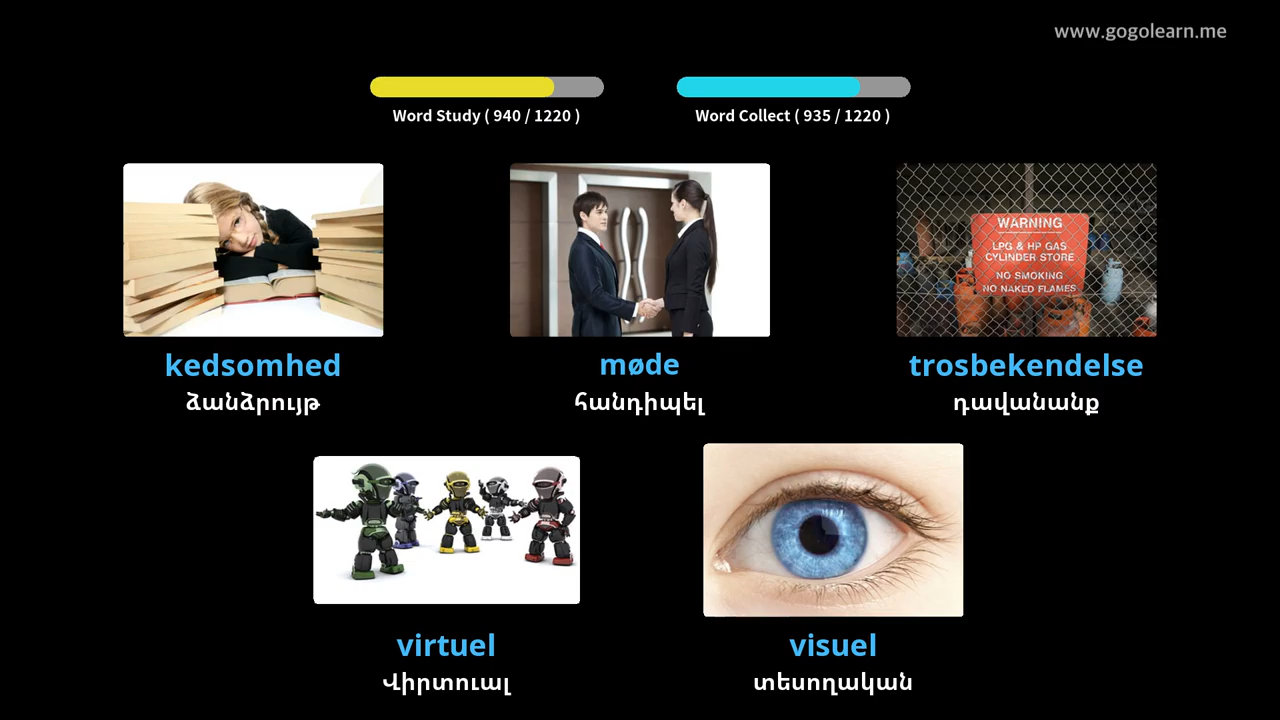 www.gogolearn.me
Word Study ( 940 / 1220 )
Word Collect ( 935 / 1220 )
WARNING
LPG & HP GAS
CYLINDER STORE
NO SMOKING
NO NAKED FLAMES
kedsomhed
ձանձրույթ
møde
հանդիպել
trosbekendelse
դավանանք
virtuel
Վիրտուալ
visuel
տեսողական